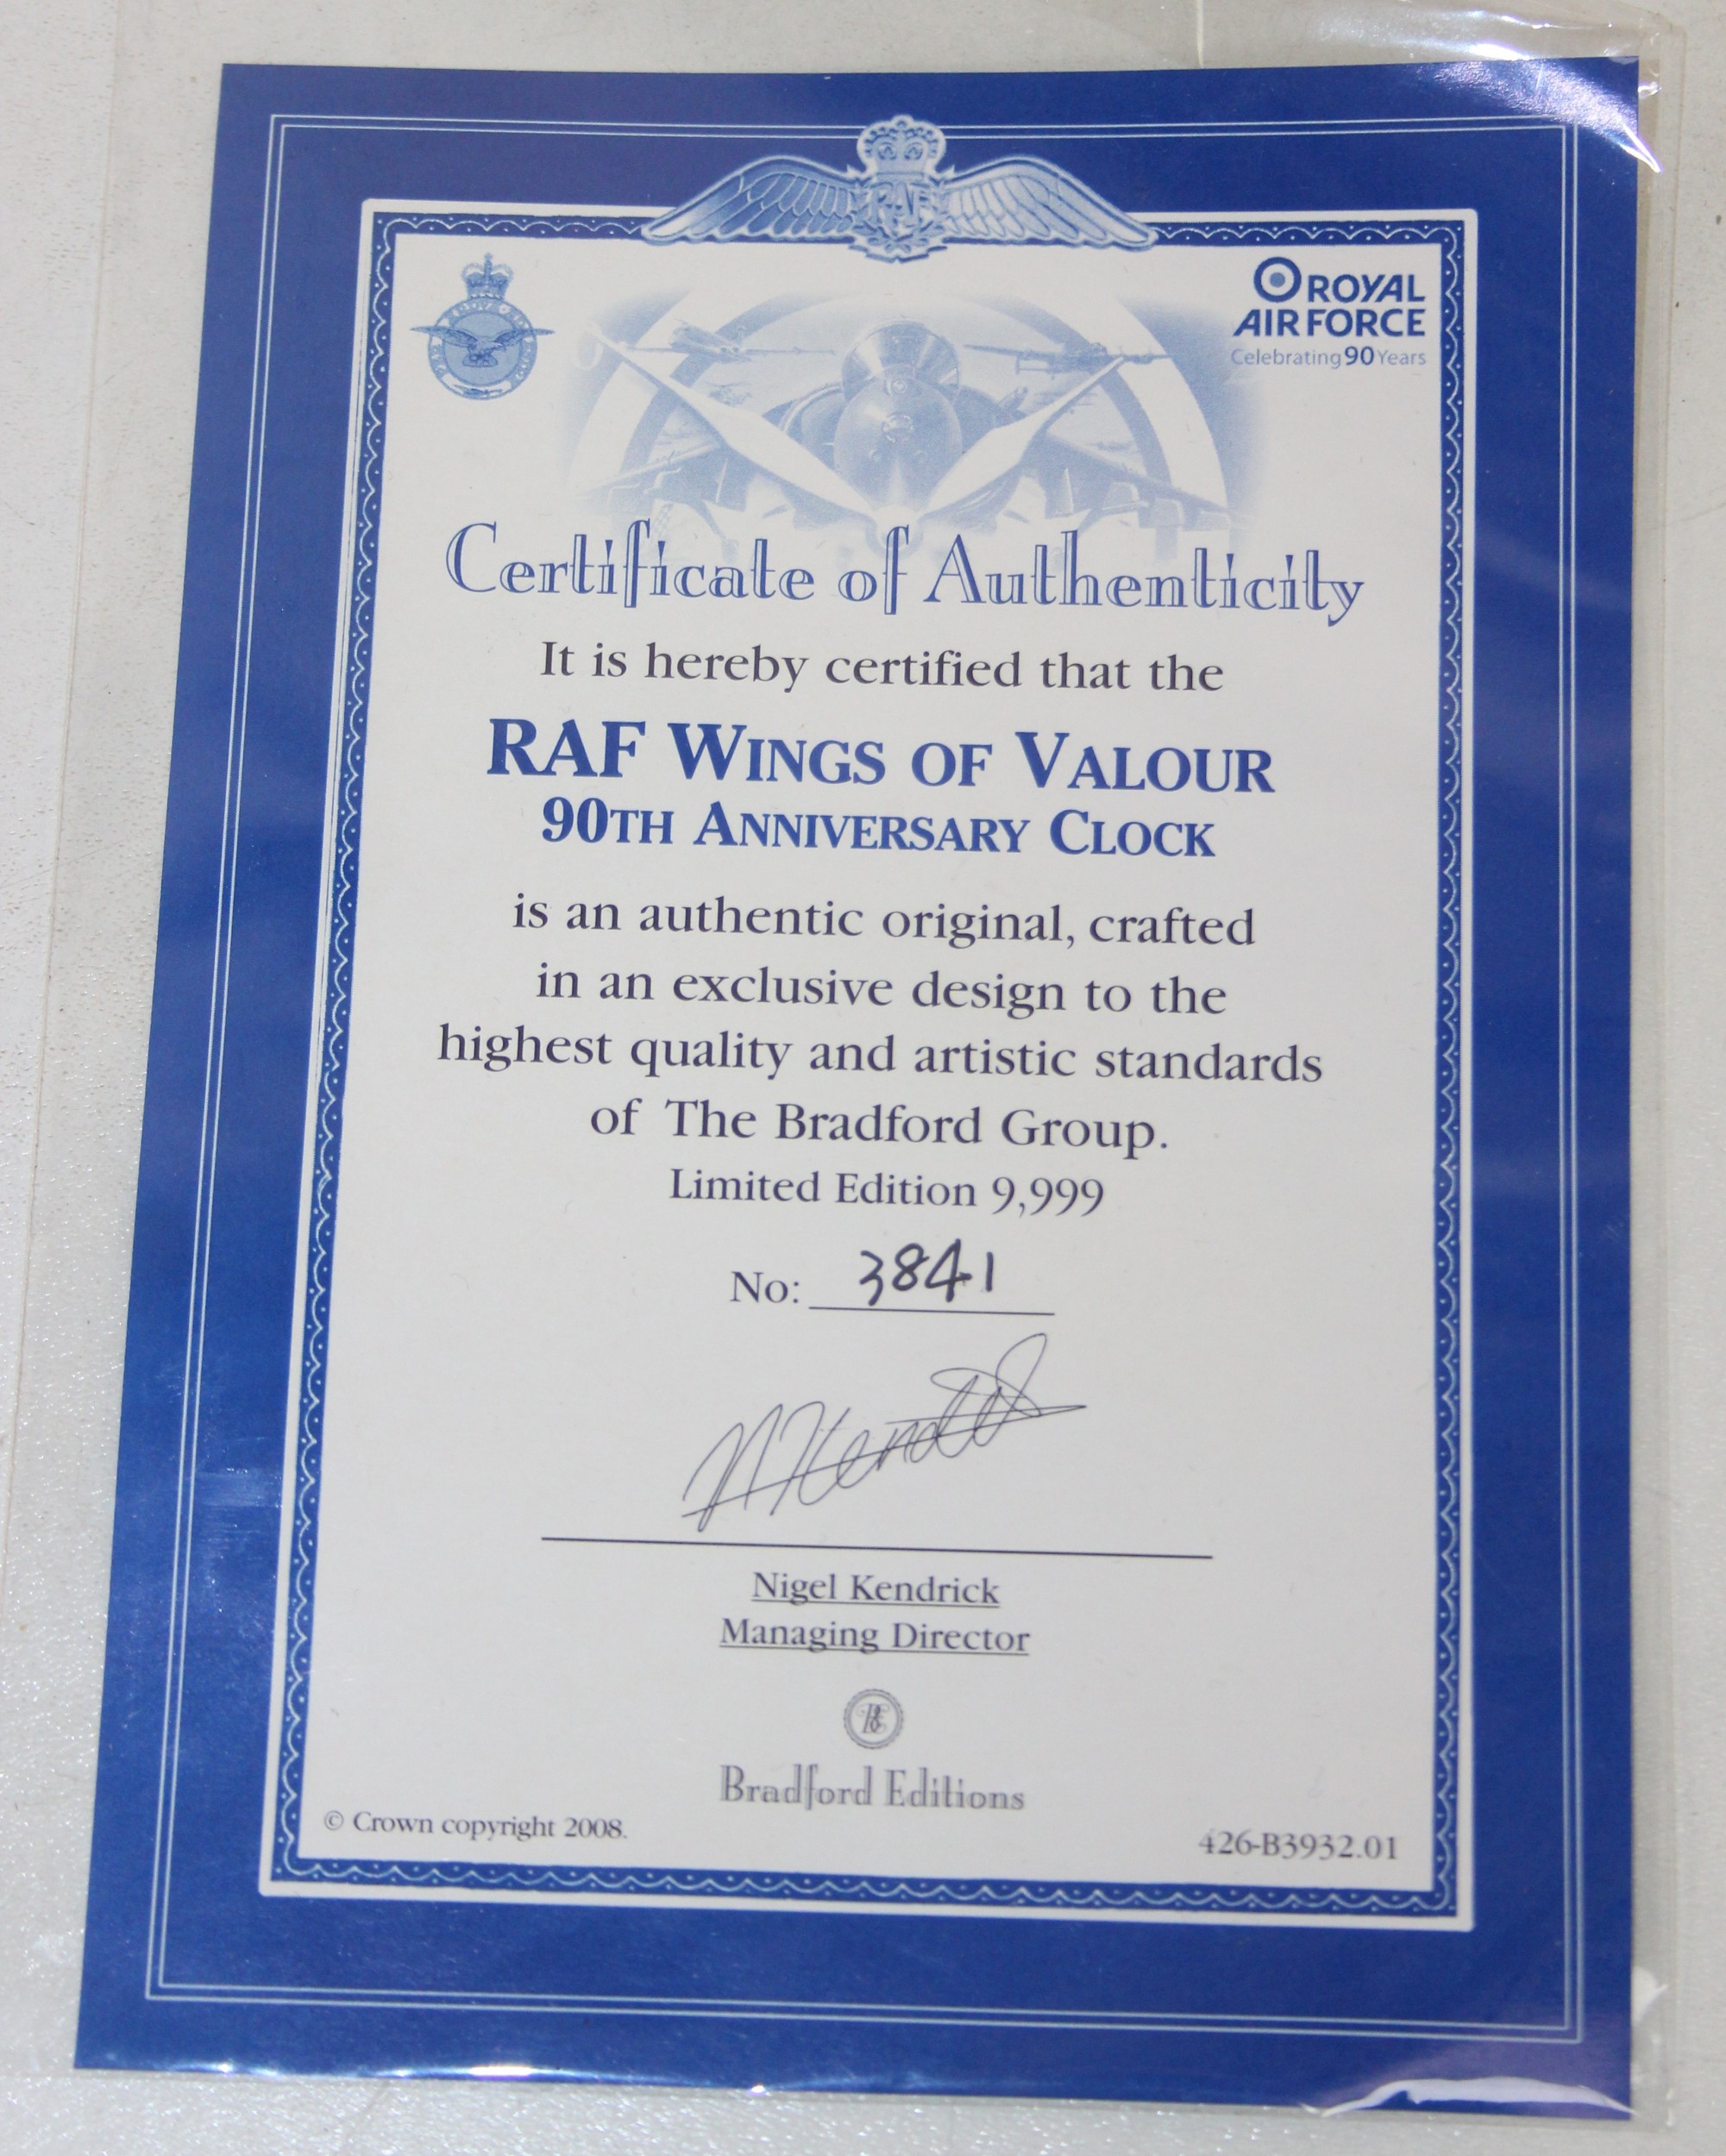 RAF
ROYAL
AIR FORCE
Celebrating 90 Years
Certificate of Authenticity
It is hereby certified that the
RAF WINGS OF VALOUR
90TH ANNIVERSARY CLOCK
is an authentic original, crafted
in an exclusive design to the
highest quality and artistic standards
of The Bradford Group.
Limited Edition 9,999
No: 3841
Nigel Kendrick
Managing Director
Bradford Editions
© Crown copyright 2008.
426-B3932.01